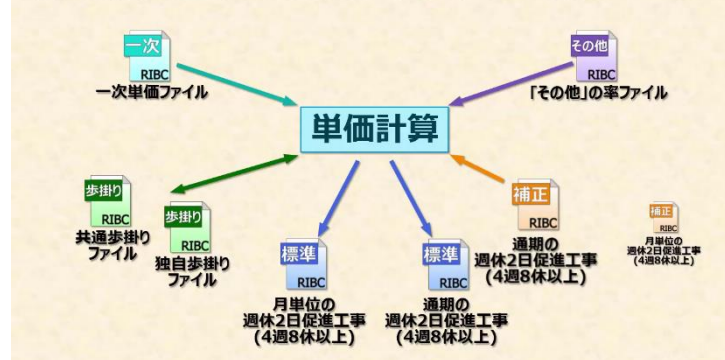 一次
RIBC
一次単価ファイル
その他
RIBC
「その他」の率ファイル
単価計算
歩掛り
RIBC
共通歩掛り
ファイル
歩掛り
RIBC
独自歩掛り
ファイル
標準
RIBC
月単位の
週休2日促進工事
(4週8休以上)
標準
RIBC
通期の
週休2日促進工事
(4週8休以上)
補正
RIBC
通期の
週休2日促進工事
(4週8休以上)
補正
RIBC
月単位の
週休2日促進工事
(4週8休以上)